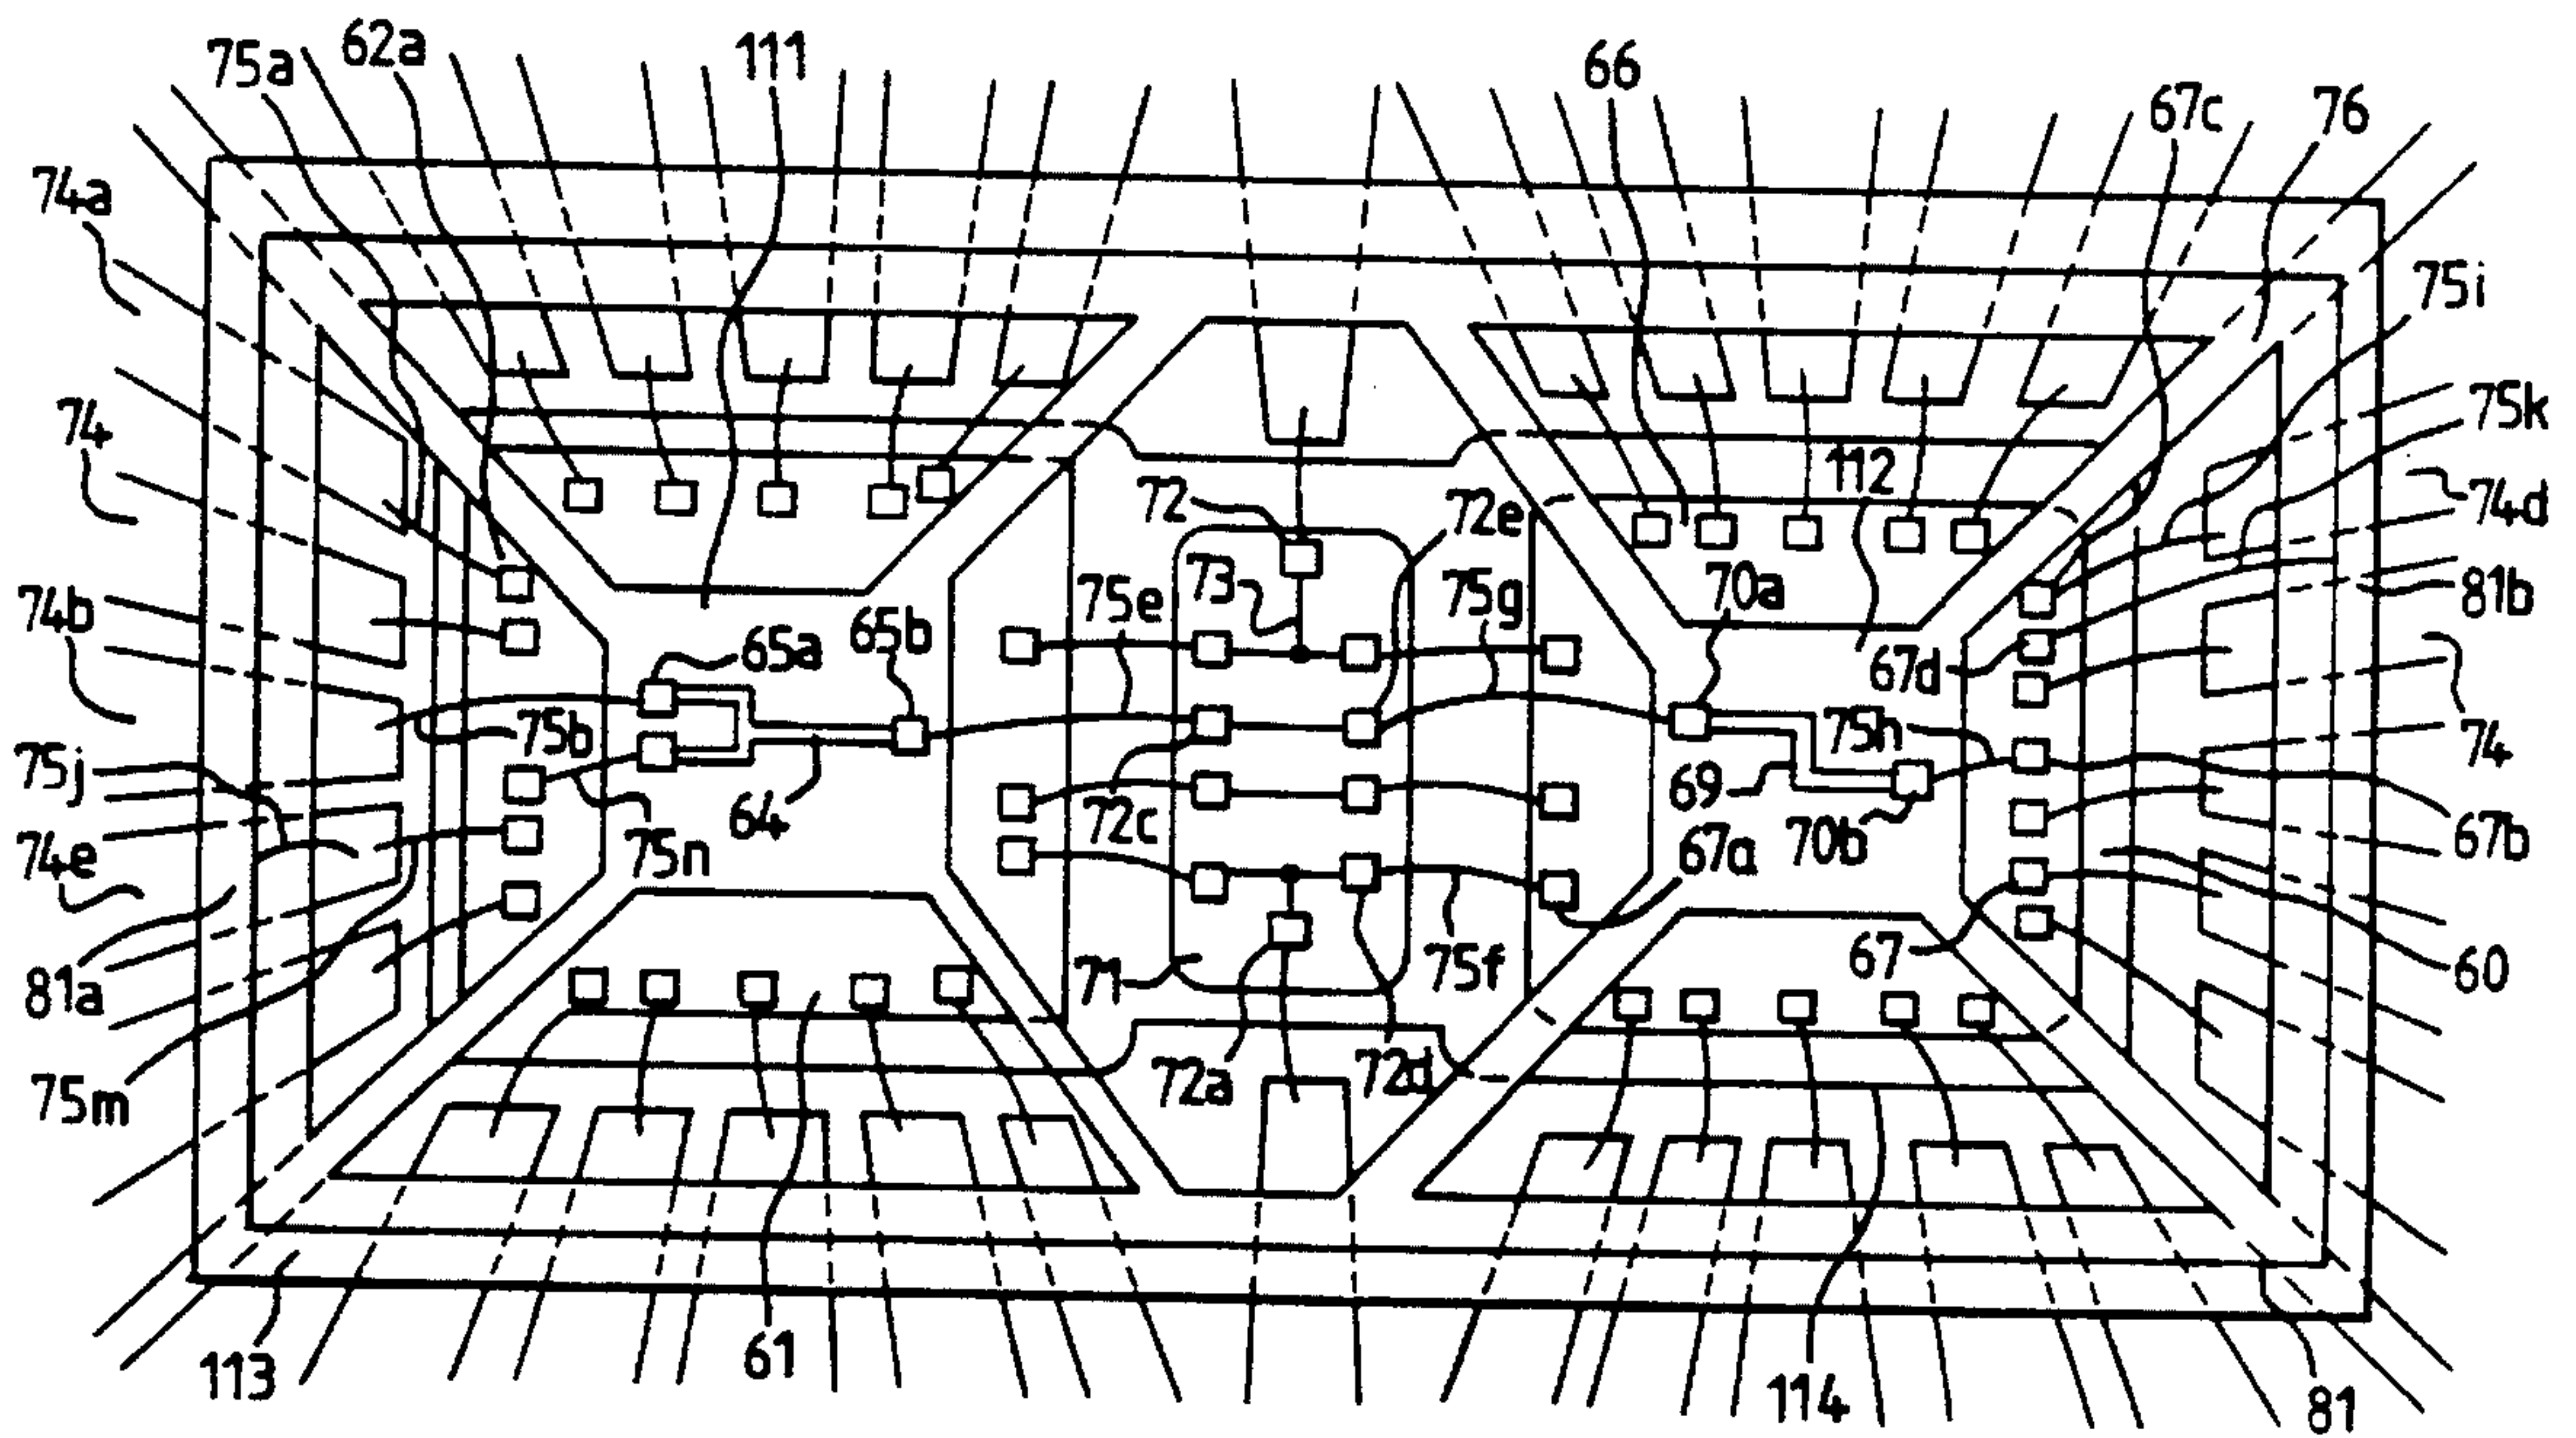 75a 62a 111 66 67c 76
74a
75i
75k
74 112
72 72e 74d
73 70a
74b 75e 75g 81b
65a 65b
67d
75b 75h 74
75j 69
64 72c
74e 75n 67a 70b 67b
67 60
81a 71 75f
75m 72a 72d
113 61 114 81